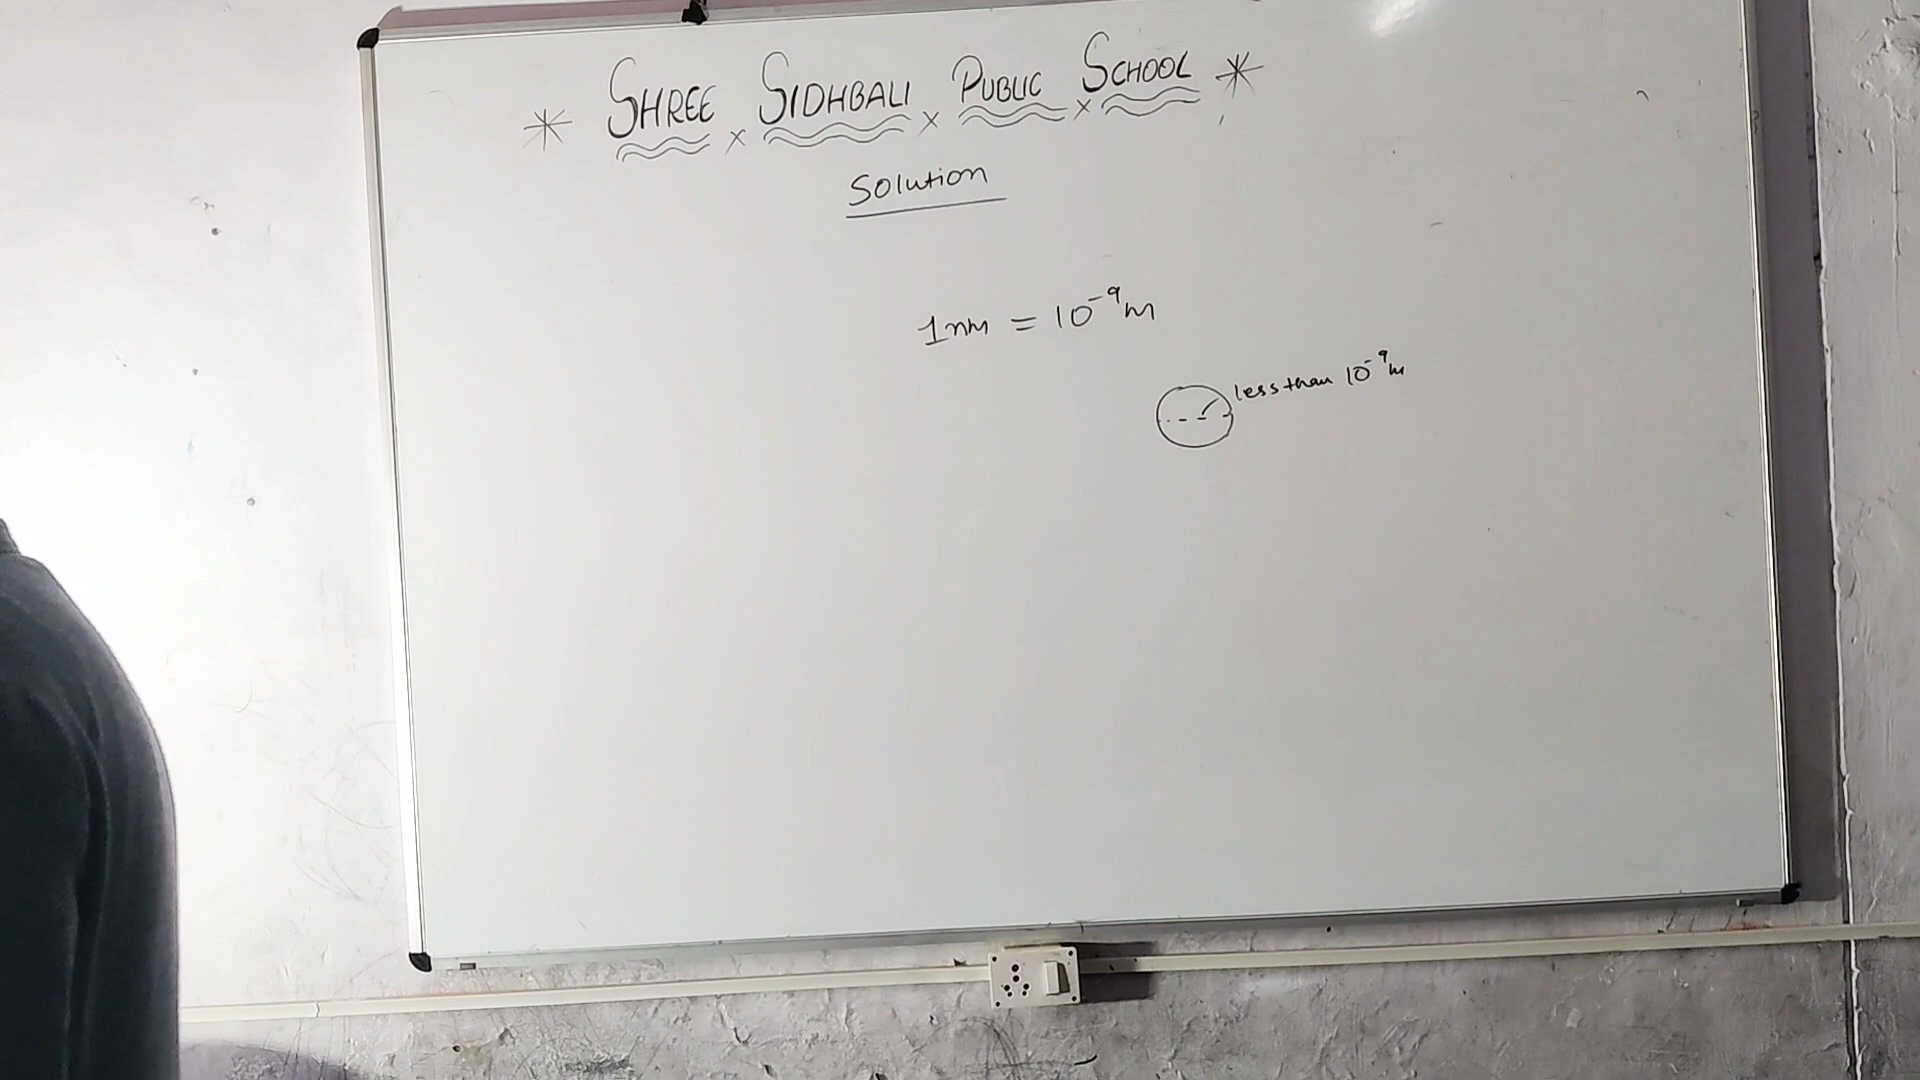 * SHREE x SIDHBALI x PUBLIC x SCHOOL *
Solution
1nm = 10⁻⁹m
less than 10⁻⁹m